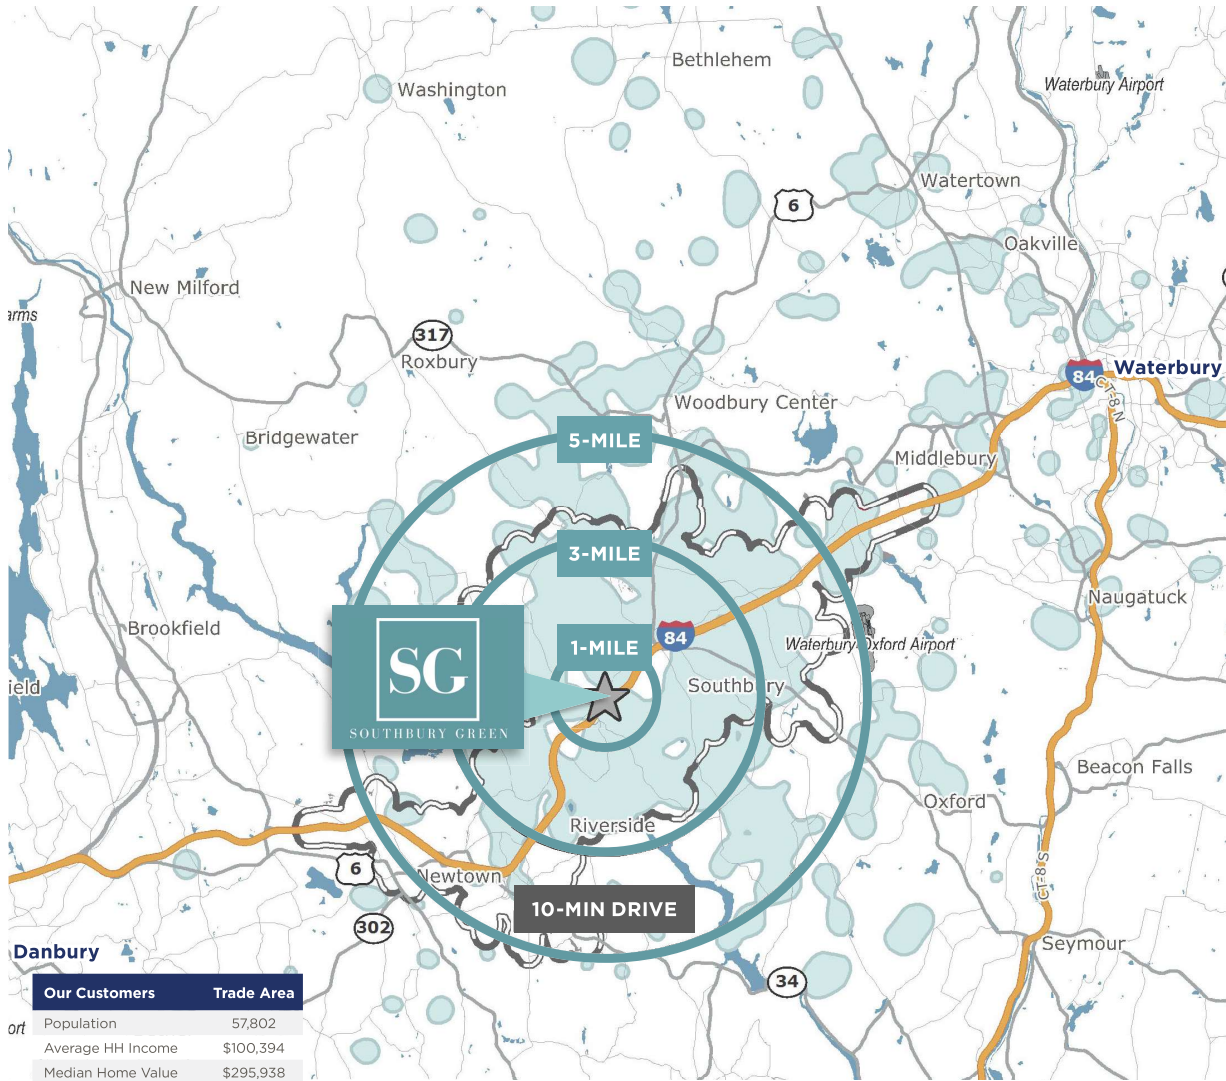 Bethlehem
Washington
Waterbury Airport
Watertown
6
Oakville
New Milford
arms
317
Roxbury
84
Waterbury
CT-8 N
Woodbury Center
Bridgewater
5-MILE
Middlebury
3-MILE
Naugatuck
Brookfield
1-MILE
84
Waterbury-Oxford Airport
SG
SOUTHBURY GREEN
Southbury
ield
Beacon Falls
Oxford
Riverside
6
Newtown
CT-8 S
10-MIN DRIVE
302
Seymour
Danbury
34
Our Customers Trade Area
ort
Population 57,802
Average HH Income $100,394
Median Home Value $295,938